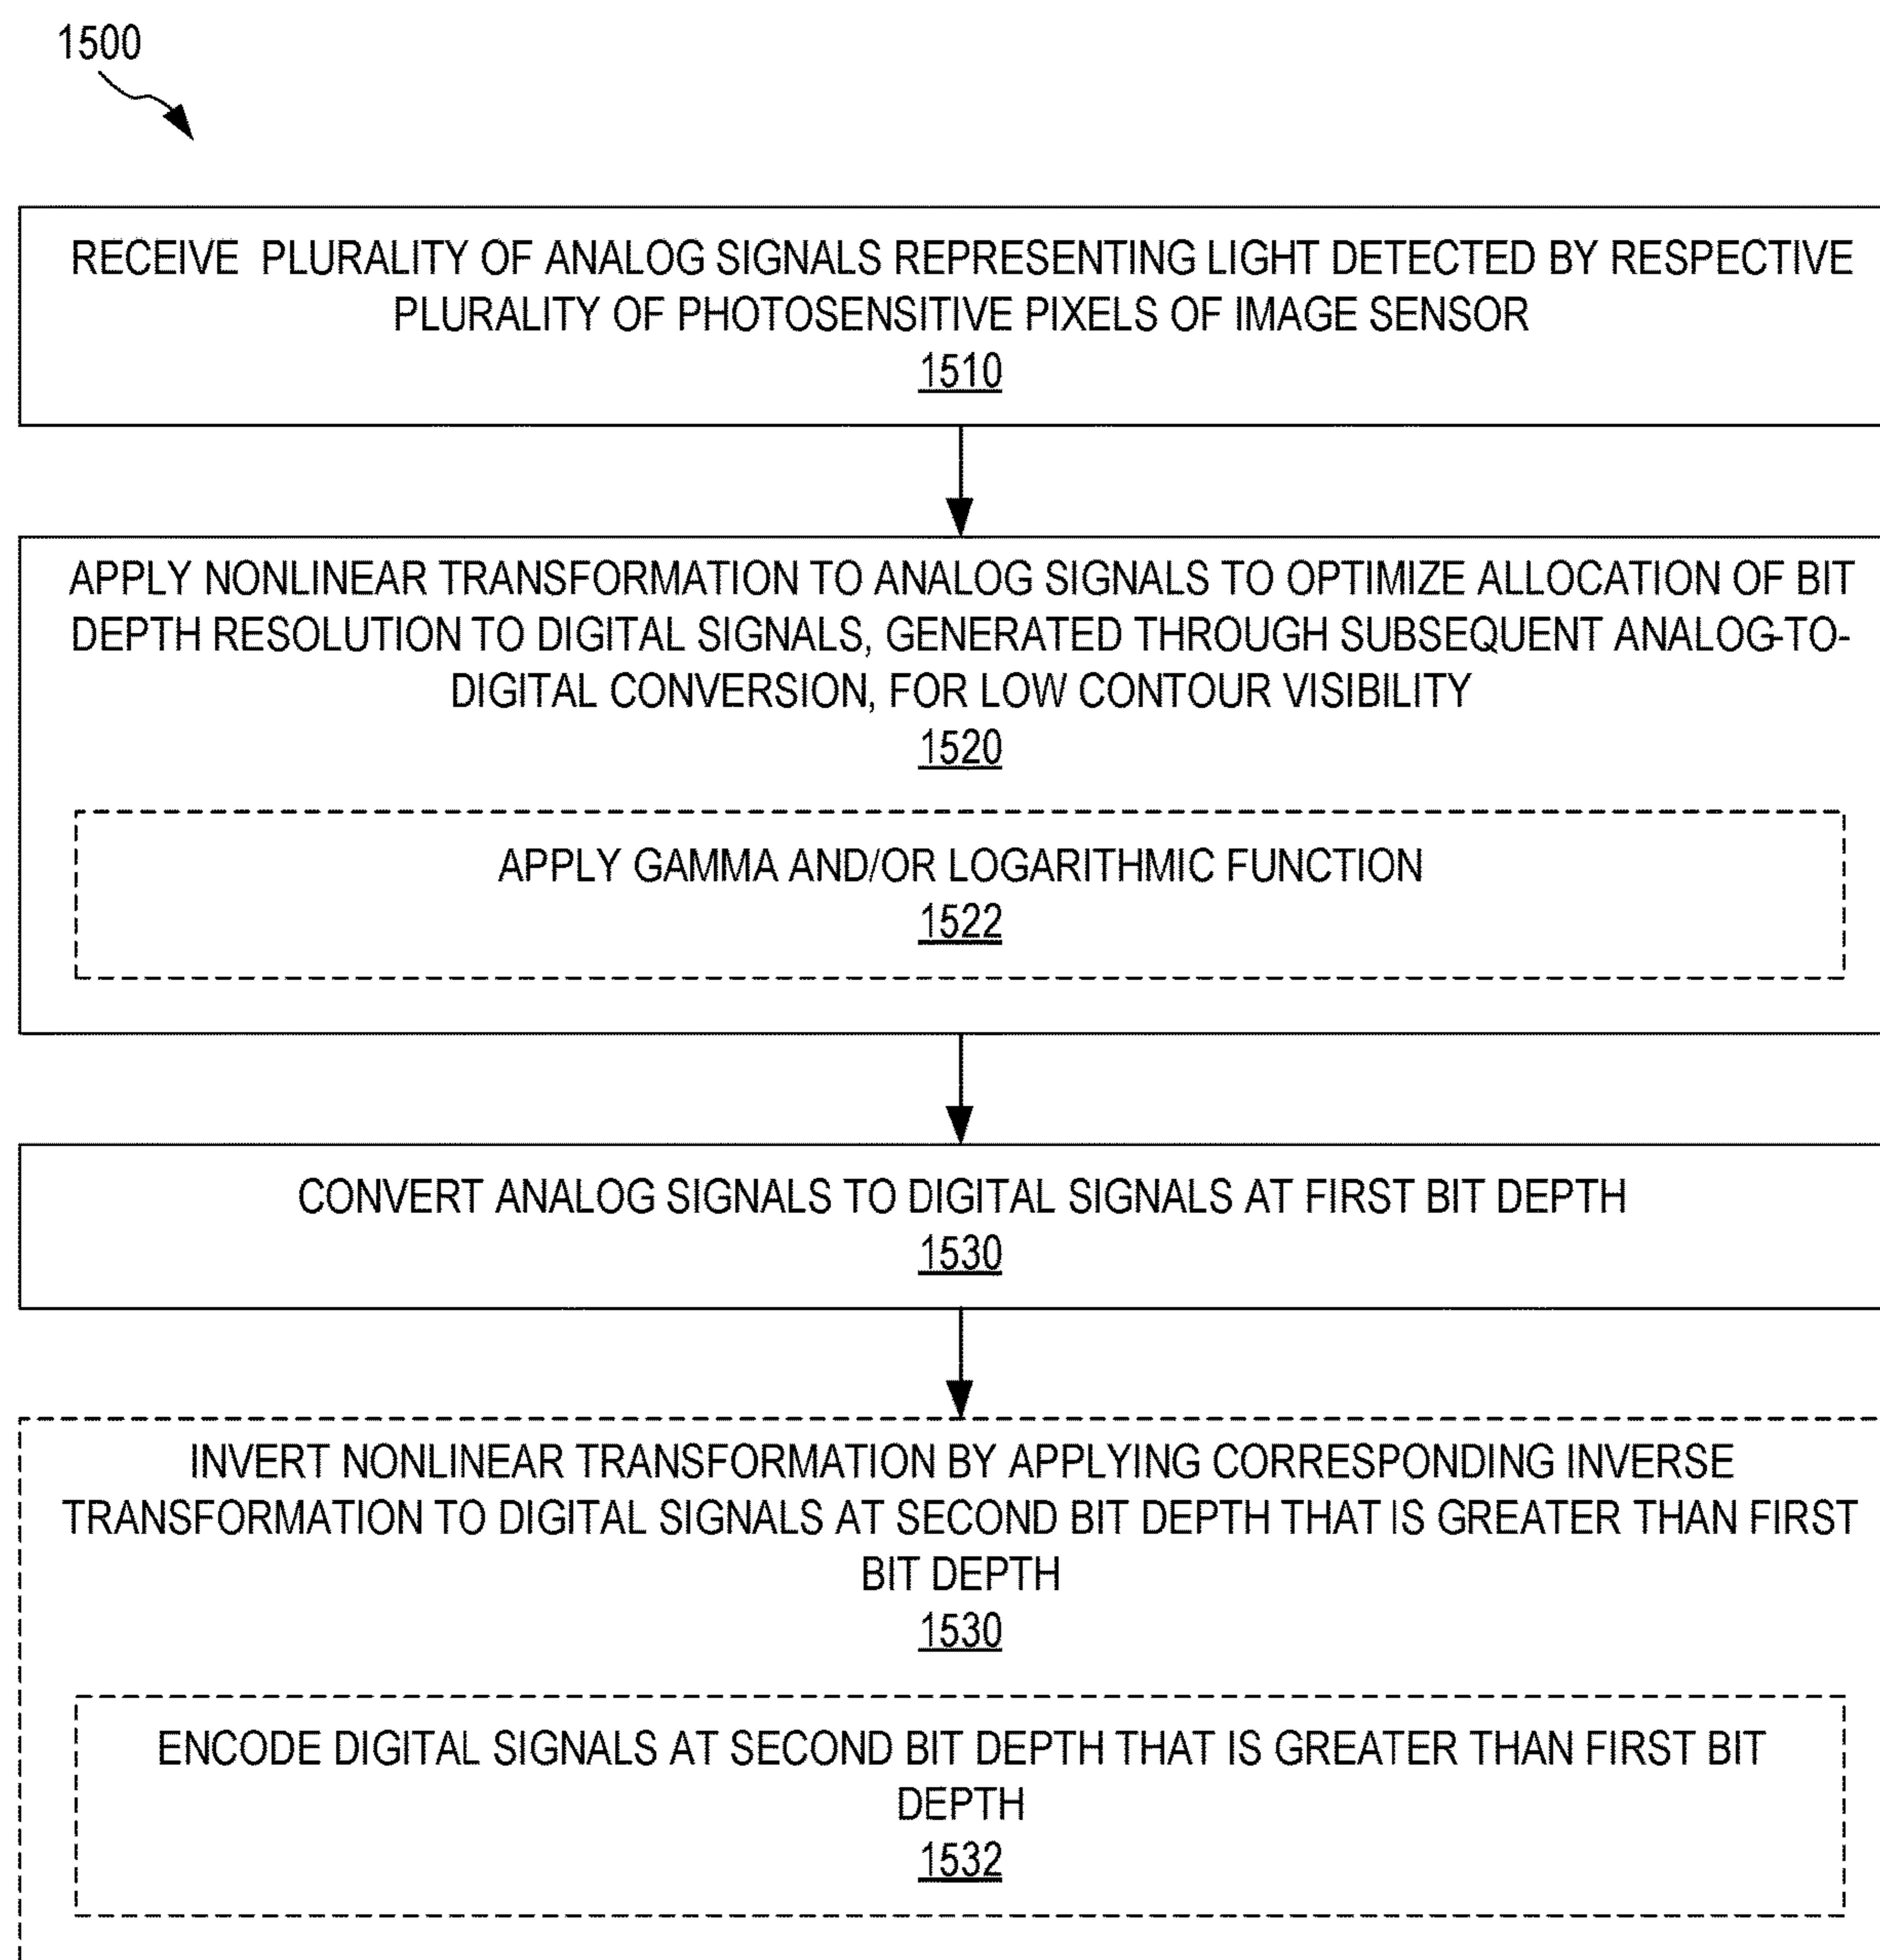 1500
RECEIVE PLURALITY OF ANALOG SIGNALS REPRESENTING LIGHT DETECTED BY RESPECTIVE
PLURALITY OF PHOTOSENSITIVE PIXELS OF IMAGE SENSOR
1510
APPLY NONLINEAR TRANSFORMATION TO ANALOG SIGNALS TO OPTIMIZE ALLOCATION OF BIT
DEPTH RESOLUTION TO DIGITAL SIGNALS, GENERATED THROUGH SUBSEQUENT ANALOG-TO-
DIGITAL CONVERSION, FOR LOW CONTOUR VISIBILITY
1520
APPLY GAMMA AND/OR LOGARITHMIC FUNCTION
1522
CONVERT ANALOG SIGNALS TO DIGITAL SIGNALS AT FIRST BIT DEPTH
1530
INVERT NONLINEAR TRANSFORMATION BY APPLYING CORRESPONDING INVERSE
TRANSFORMATION TO DIGITAL SIGNALS AT SECOND BIT DEPTH THAT IS GREATER THAN FIRST
BIT DEPTH
1530
ENCODE DIGITAL SIGNALS AT SECOND BIT DEPTH THAT IS GREATER THAN FIRST BIT
DEPTH
1532